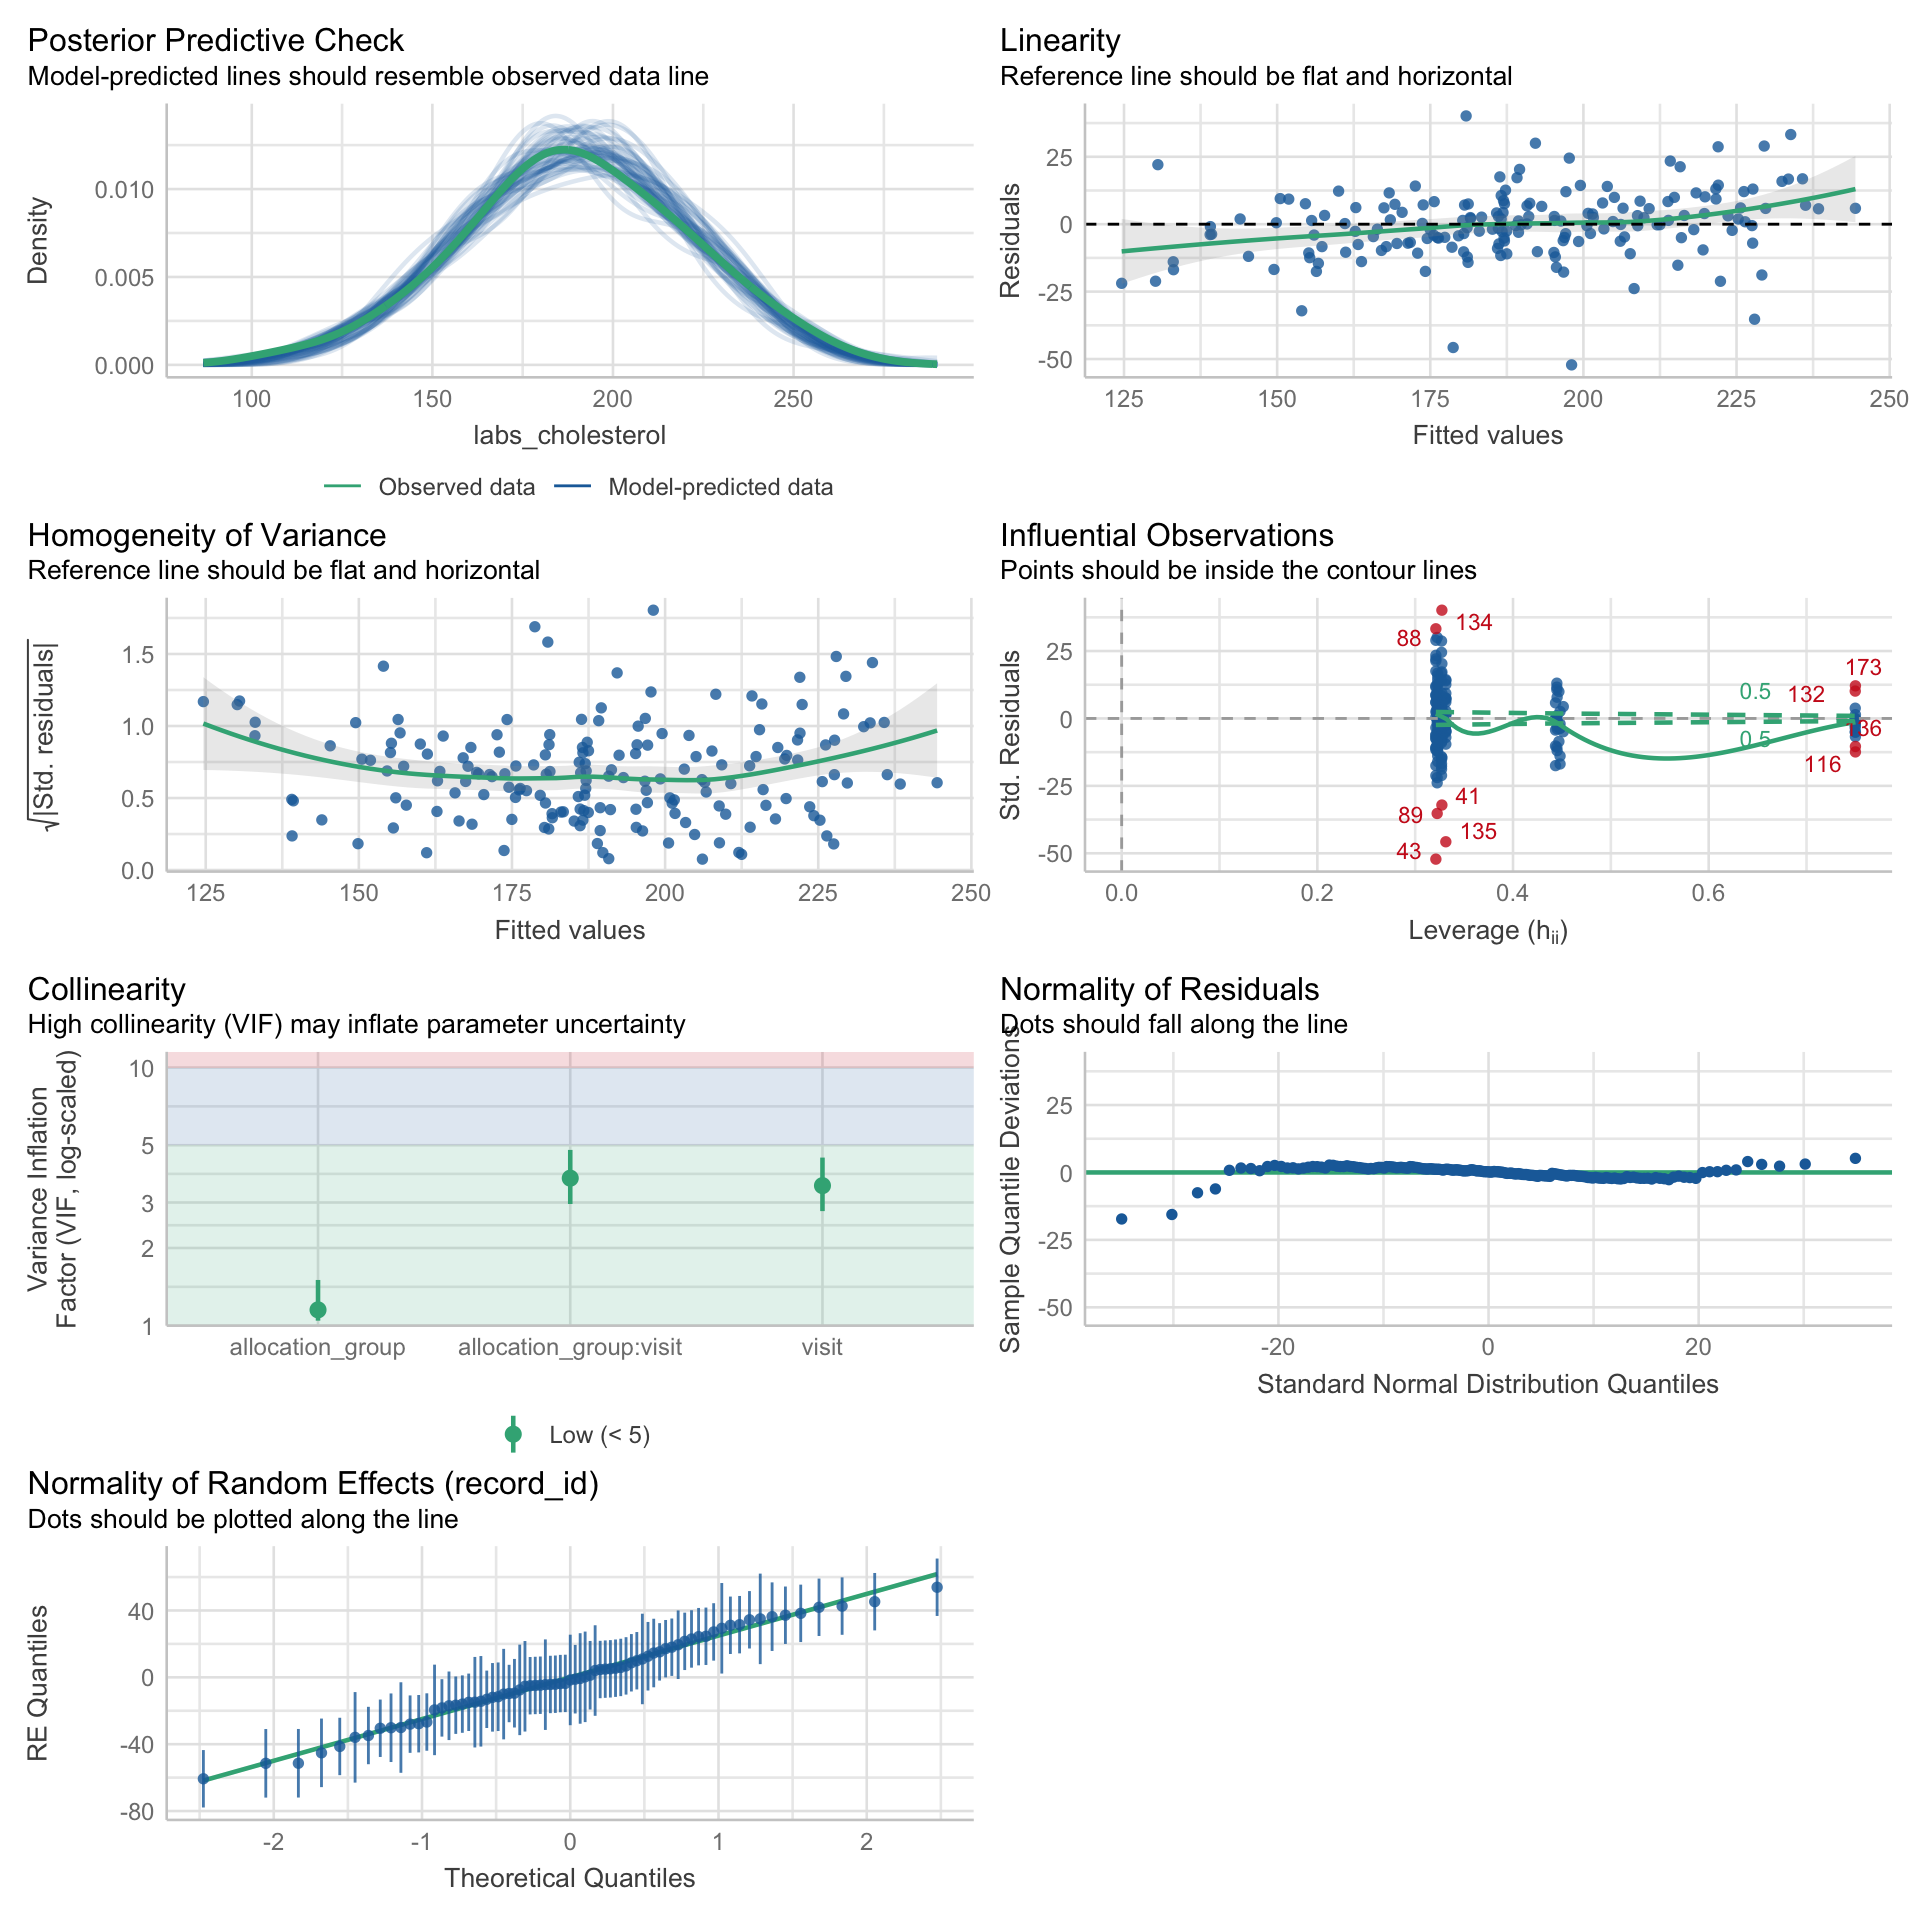 Posterior Predictive Check
Model-predicted lines should resemble observed data line
Density
0.010
0.005
0.000
100 150 200 250
labs_cholesterol
Observed data Model-predicted data
Linearity
Reference line should be flat and horizontal
Residuals
25
0
-25
-50
125 150 175 200 225 250
Fitted values
Homogeneity of Variance
Reference line should be flat and horizontal
√|Std. residuals|
1.5
1.0
0.5
0.0
125 150 175 200 225 250
Fitted values
Influential Observations
Points should be inside the contour lines
Std. Residuals
25
0
-25
-50
134
88
173
0.5 132
136
0.5
116
41
89
135
43
0.0 0.2 0.4 0.6
Leverage (hii)
Collinearity
High collinearity (VIF) may inflate parameter uncertainty
Variance Inflation
Factor (VIF, log-scaled)
10
5
3
2
1
allocation_group allocation_group:visit visit
Low (< 5)
Normality of Residuals
Dots should fall along the line
Sample Quantile Deviations
25
0
-25
-50
-20 0 20
Standard Normal Distribution Quantiles
Normality of Random Effects (record_id)
Dots should be plotted along the line
RE Quantiles
40
0
-40
-80
-2 -1 0 1 2
Theoretical Quantiles